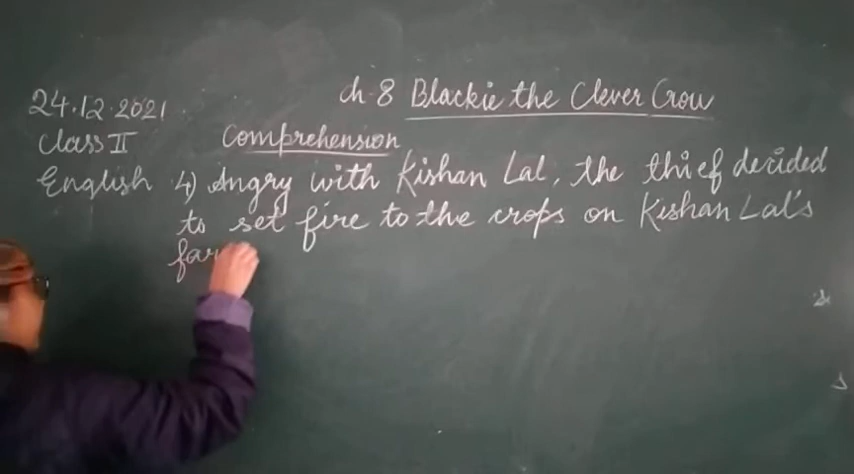 24.12.2021
ch-8 Blackie the Clever Crow
Class II
Comprehension
English
4) Angry with Kishan Lal, the thief decided
to set fire to the crops on Kishan Lal's
far